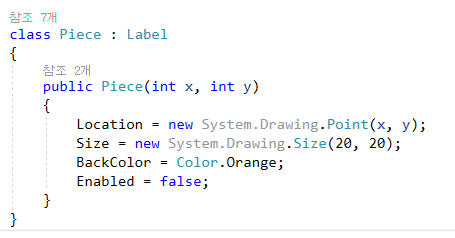 참조 7개
class Piece : Label
{
참조 2개
public Piece(int x, int y)
{
Location = new System.Drawing.Point(x, y);
Size = new System.Drawing.Size(20, 20);
BackColor = Color.Orange;
Enabled = false;
}
}